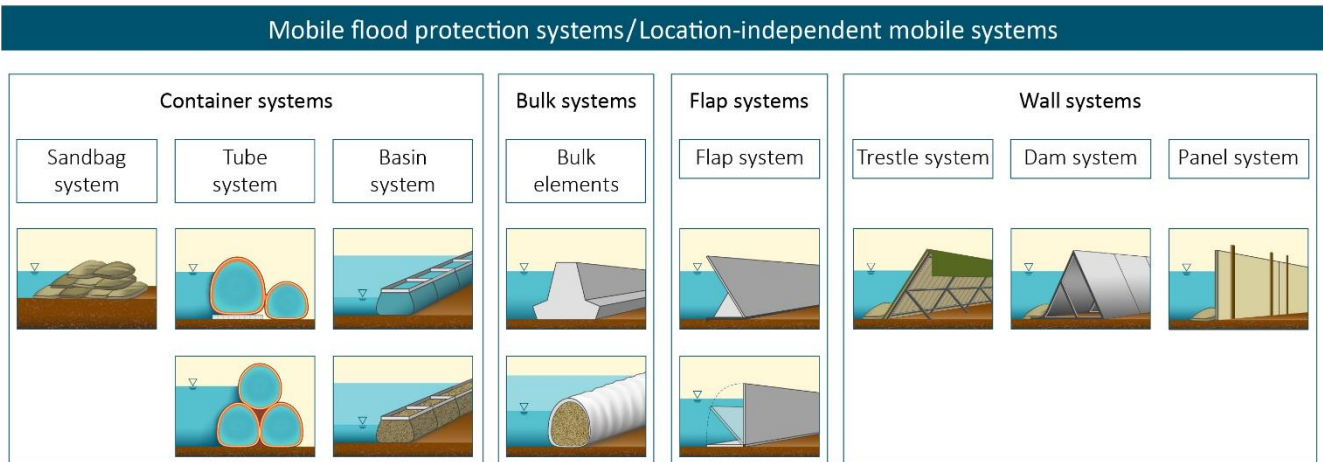 Mobile flood protection systems/Location-independent mobile systems
Container systems
Sandbag
system
Tube
system
Basin
system
Bulk systems
Bulk
elements
Flap systems
Flap system
Wall systems
Trestle system
Dam system
Panel system